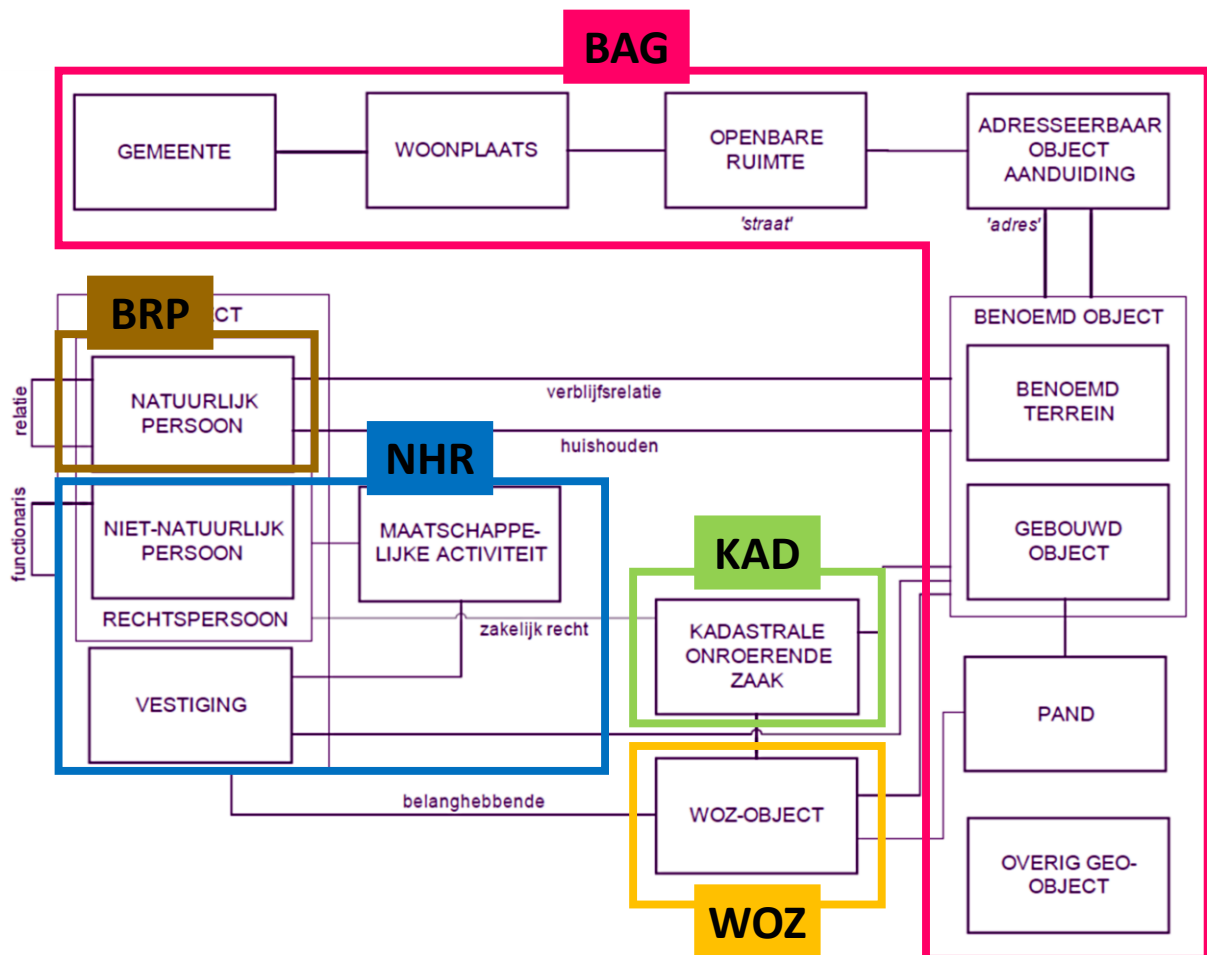 BAG
GEMEENTE
WOONPLAATS
OPENBARE
RUIMTE
ADRESSEERBAAR
OBJECT
AANDUIDING
'straat'
'adres'
BRP
CT
BENOEMD OBJECT
relatie
NATUURLIJK
PERSOON
verblijfsrelatie
huishouden
BENOEMD
TERREIN
NHR
functionaris
NIET-NATUURLIJK
PERSOON
MAATSCHAPPE-
LIJKE ACTIVITEIT
KAD
GEBOUWD
OBJECT
RECHTSPERSOON
zakelijk recht
KADASTRALE
ONROERENDE
ZAAK
VESTIGING
PAND
belanghebbende
WOZ-OBJECT
OVERIG GEO-
OBJECT
WOZ